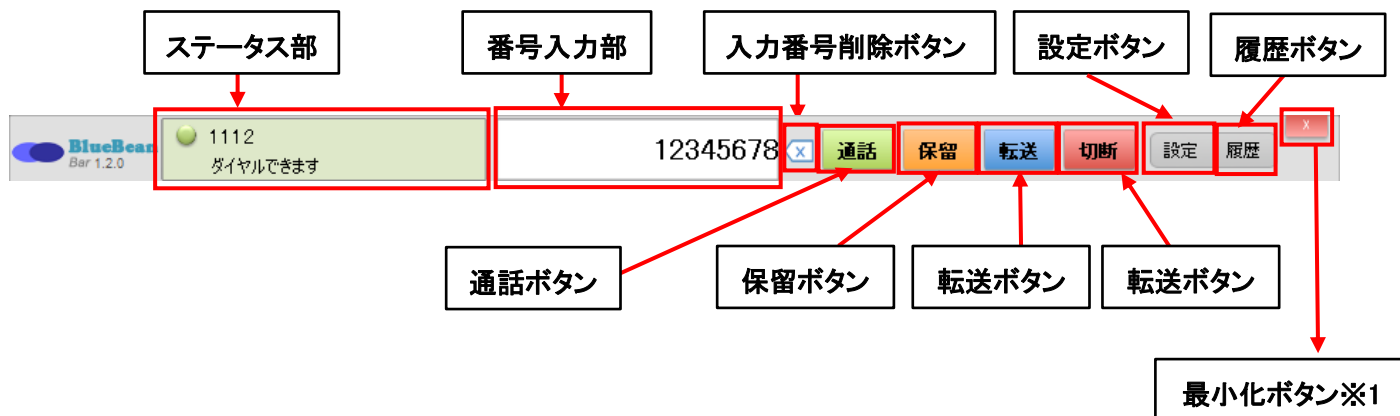 ステータス部
番号入力部
入力番号削除ボタン
設定ボタン
履歴ボタン
BlueBean
Bar 1.2.0
1112
ダイヤルできます
12345678
x
通話
保留
転送
切断
設定
履歴
x
通話ボタン
保留ボタン
転送ボタン
転送ボタン
最小化ボタン※1